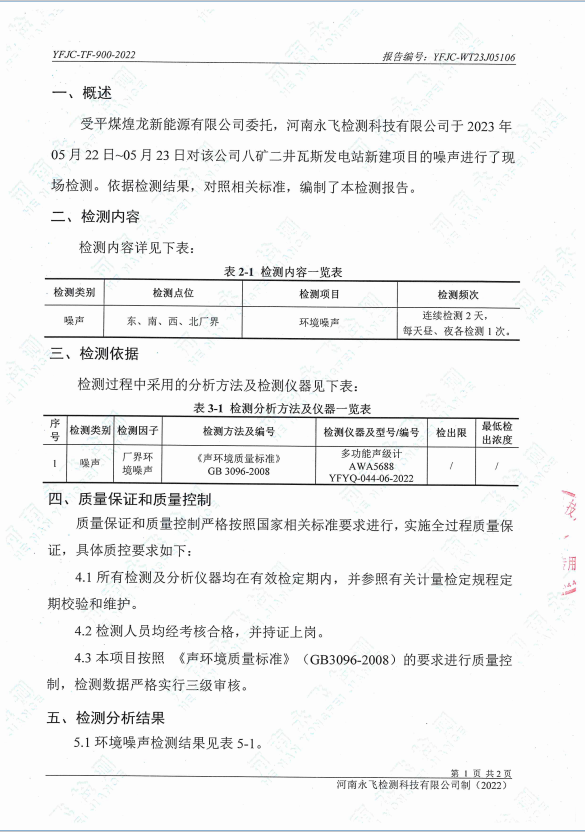 YFJC-TF-900-2022 报告编号：YFJC-WT23J05106
一、概述
受平煤煌龙新能源有限公司委托，河南永飞检测科技有限公司于 2023 年
05 月 22 日~05 月 23 日对该公司八矿二井瓦斯发电站新建项目的噪声进行了现
场检测。依据检测结果，对照相关标准，编制了本检测报告。
二、检测内容
检测内容详见下表：
表 2-1 检测内容一览表
检测类别 检测点位 检测项目 检测频次
噪声 东、南、西、北厂界 环境噪声 连续检测 2 天，
每天昼、夜各检测 1 次。
三、检测依据
检测过程中采用的分析方法及检测仪器见下表：
表 3-1 检测分析方法及仪器一览表
序号 检测类别 检测因子 检测方法及编号 检测仪器及型号/编号 检出限 最低检出浓度
1 噪声 厂界环境噪声 《声环境质量标准》 GB 3096-2008 多功能声级计 AWA5688 YFYQ-044-06-2022 / /
四、质量保证和质量控制
质量保证和质量控制严格按照国家相关标准要求进行，实施全过程质量保
证，具体质控要求如下：
4.1 所有检测及分析仪器均在有效检定期内，并参照有关计量检定规程定
期校验和维护。
4.2 检测人员均经考核合格，并持证上岗。
4.3 本项目按照 《声环境质量标准》（GB3096-2008）的要求进行质量控
制，检测数据严格实行三级审核。
五、检测分析结果
5.1 环境噪声检测结果见表 5-1。
第 1 页 共 2 页
河南永飞检测科技有限公司制（2022）